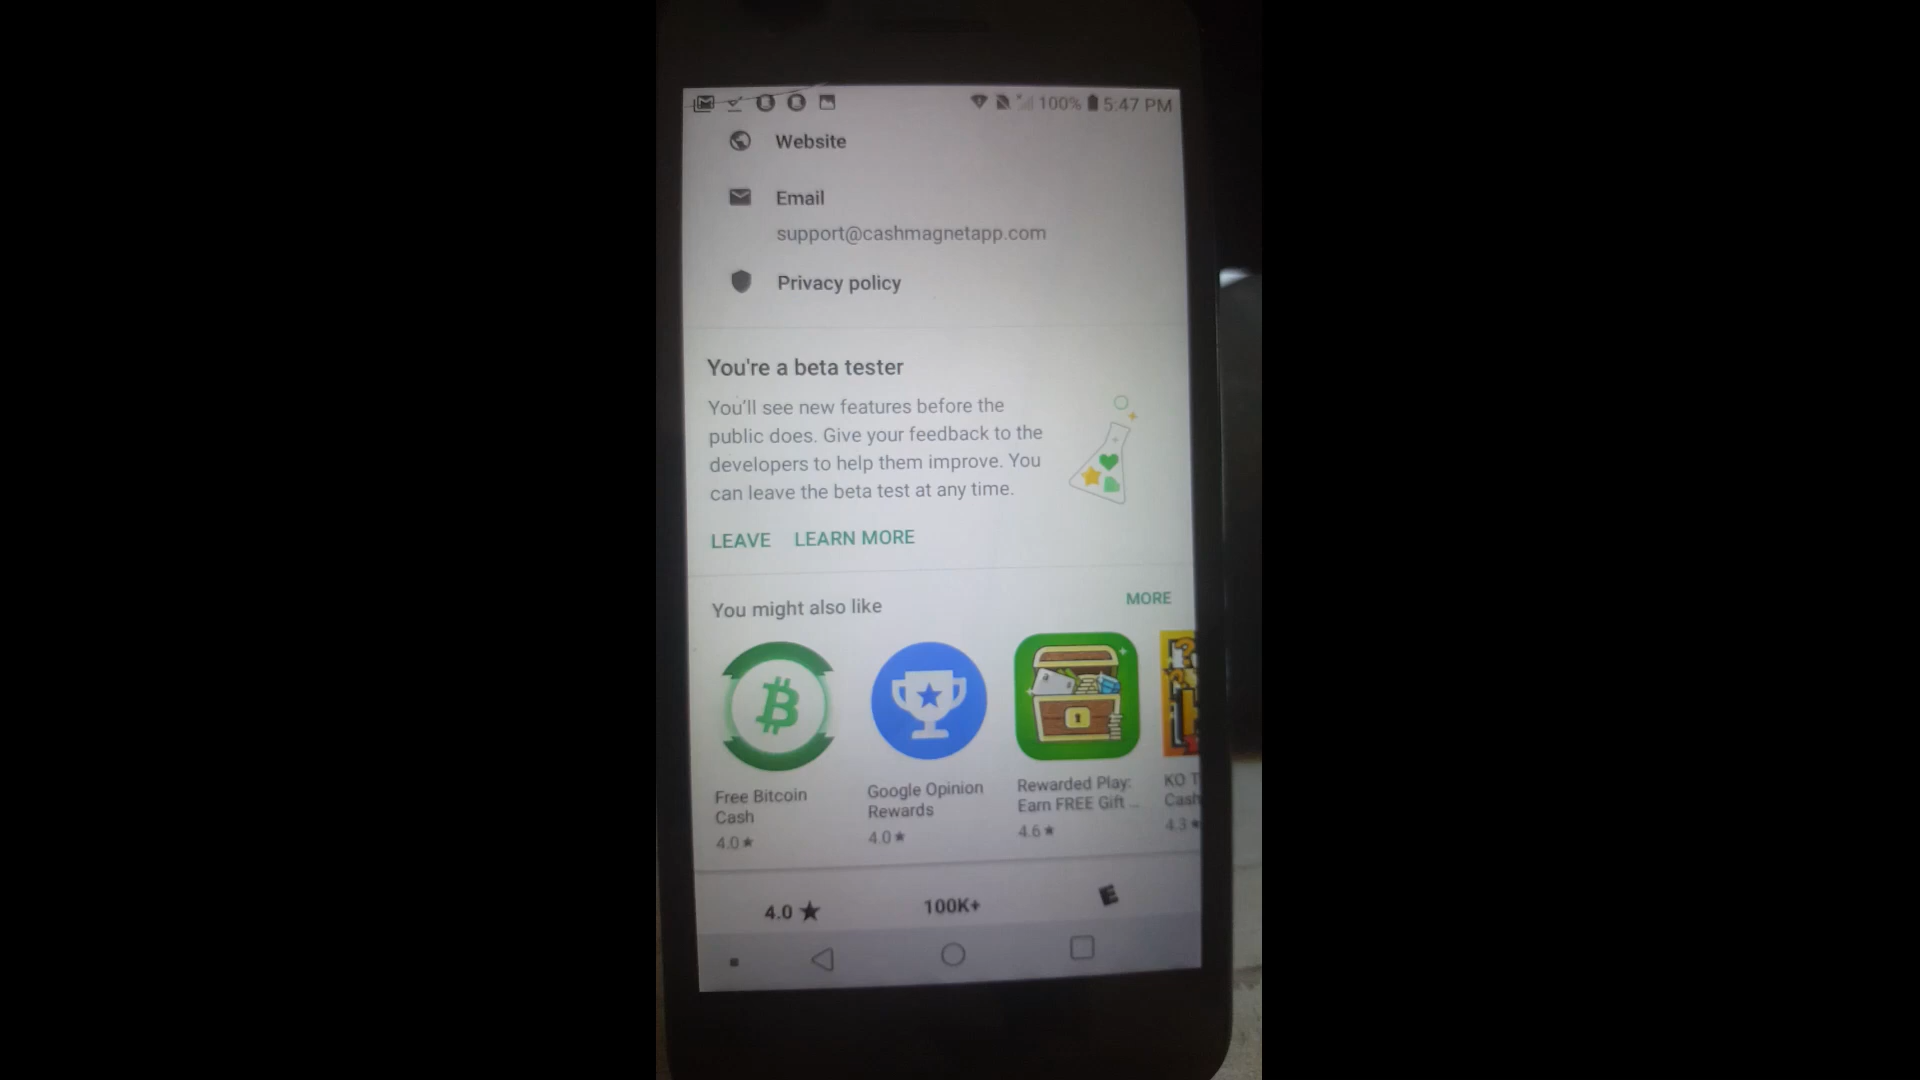 100% 5:47 PM
Website
Email
support@cashmagnetapp.com
Privacy policy
You're a beta tester
You'll see new features before the
public does. Give your feedback to the
developers to help them improve. You
can leave the beta test at any time.
LEAVE LEARN MORE
You might also like MORE
Free Bitcoin
Cash
4.0★
Google Opinion
Rewards
4.0★
Rewarded Play:
Earn FREE Gift ...
4.6★
KO T
Cash
4.3★
4.0 ★ 100K+ E